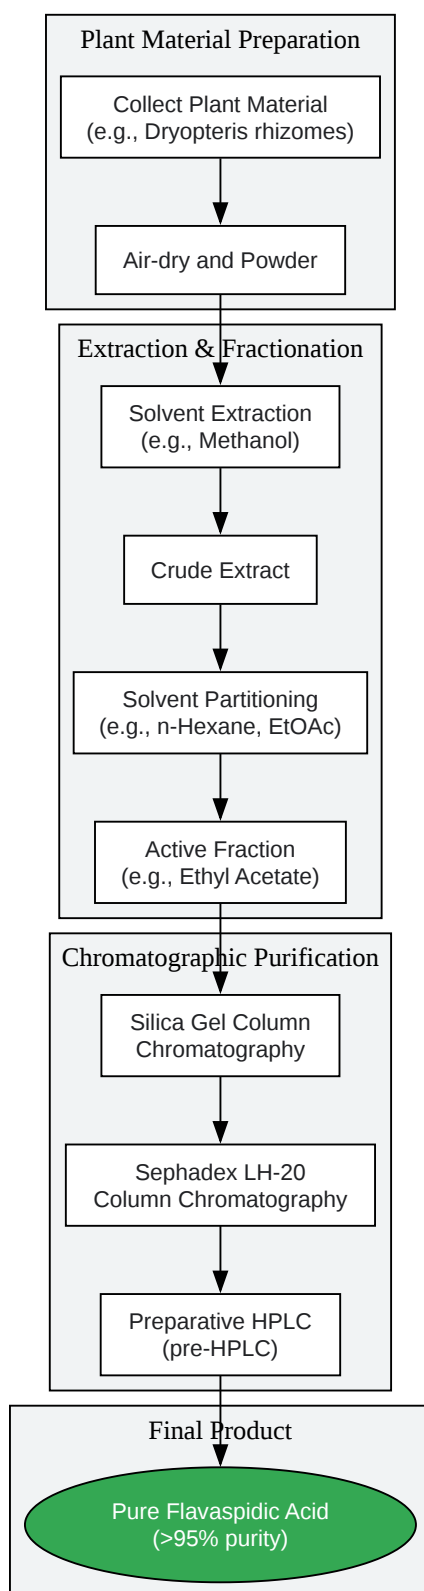 Plant Material Preparation
Collect Plant Material
(e.g., Dryopteris rhizomes)
Air-dry and Powder
Extraction & Fractionation
Solvent Extraction
(e.g., Methanol)
Crude Extract
Solvent Partitioning
(e.g., n-Hexane, EtOAc)
Active Fraction
(e.g., Ethyl Acetate)
Chromatographic Purification
Silica Gel Column
Chromatography
Sephadex LH-20
Column Chromatography
Preparative HPLC
(pre-HPLC)
Final Product
Pure Flavaspidic Acid
(>95% purity)